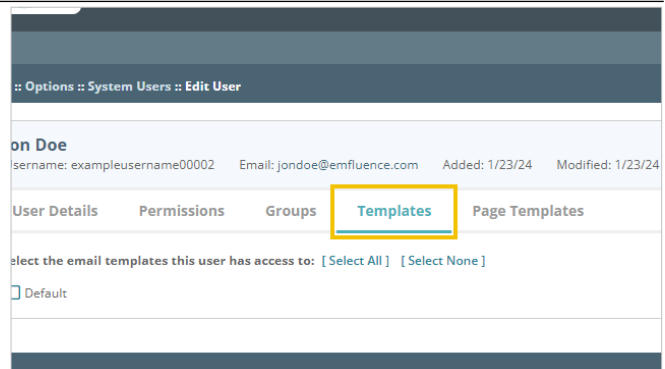 :: Options :: System Users :: Edit User
on Doe
sername: exampleusername00002 Email: jondoe@emfluence.com Added: 1/23/24 Modified: 1/23/24
User Details Permissions Groups Templates Page Templates
elect the email templates this user has access to: [ Select All ] [ Select None ]
Default